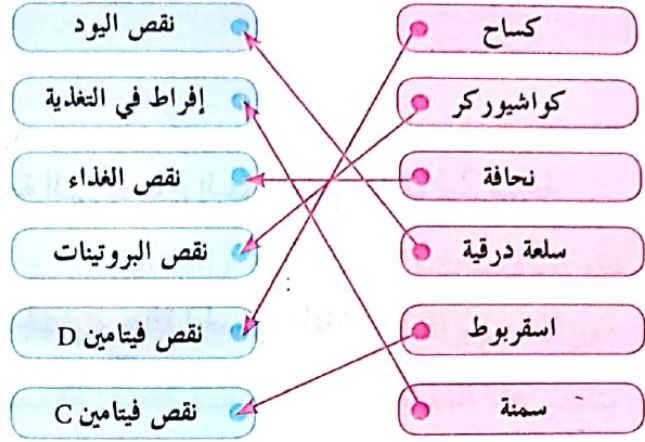 كساح
كواشيوركر
نحافة
سلعة درقية
اسقربوط
سمنة
نقص اليود
إفراط في التغذية
نقص الغذاء
نقص البروتينات
نقص فيتامين D
نقص فيتامين C